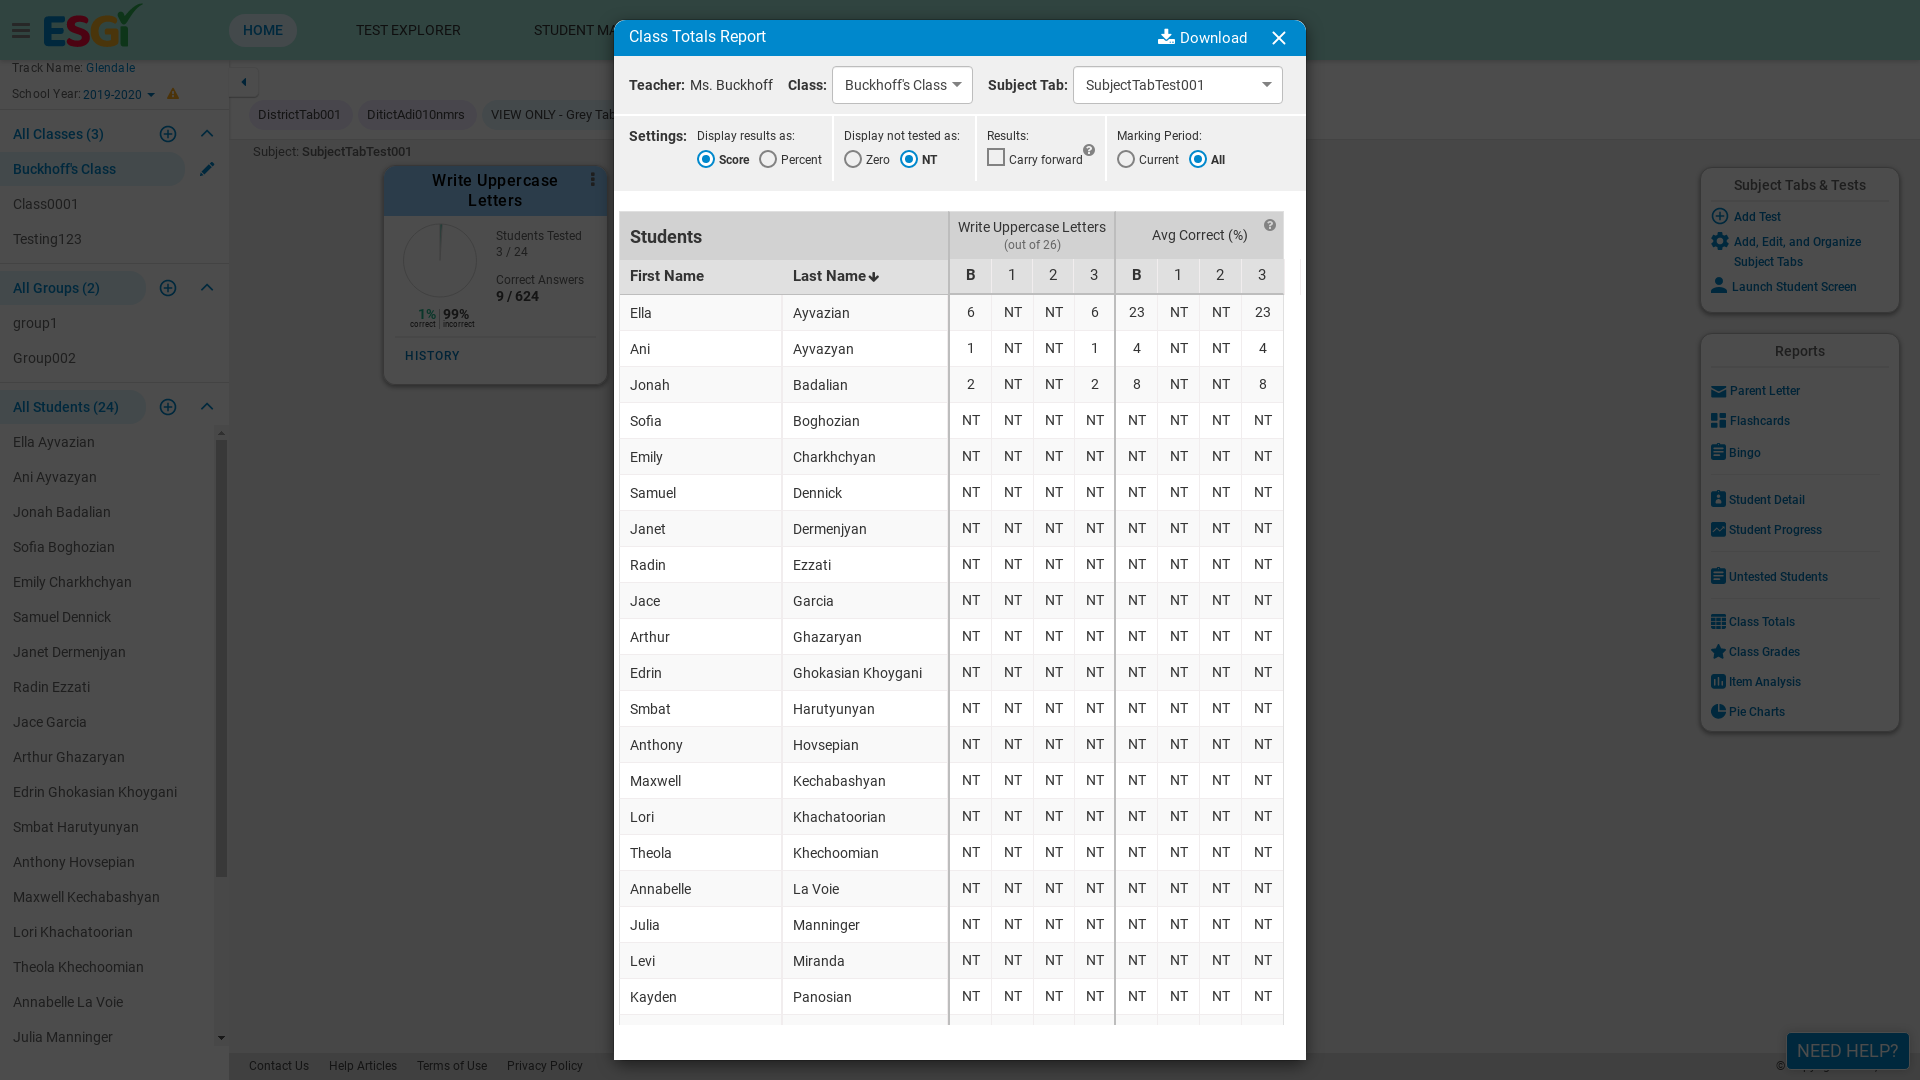 ESGi
HOME
TEST EXPLORER
STUDENT MA
Track Name: Glendale
School Year: 2019-2020
All Classes (3)
Buckhoff's Class
Class0001
Testing123
All Groups (2)
group1
Group002
All Students (24)
Ella Ayvazian
Ani Ayvazyan
Jonah Badalian
Sofia Boghozian
Emily Charkhchyan
Samuel Dennick
Janet Dermenjyan
Radin Ezzati
Jace Garcia
Arthur Ghazaryan
Edrin Ghokasian Khoygani
Smbat Harutyunyan
Anthony Hovsepian
Maxwell Kechabashyan
Lori Khachatoorian
Theola Khechoomian
Annabelle La Voie
Julia Manninger
DistrictTab001
DitictAdi010nmrs
VIEW ONLY - Grey Tab
Subject: SubjectTabTest001
Write Uppercase
Letters
Students Tested
3 / 24
Correct Answers
9 / 624
1% 99%
correct incorrect
HISTORY
Class Totals Report
Download
Teacher: Ms. Buckhoff Class: Buckhoff's Class Subject Tab: SubjectTabTest001
Settings: Display results as: Display not tested as: Results: Marking Period:
Score Percent Zero NT Carry forward ? Current All
Students Write Uppercase Letters Avg Correct (%) ?
(out of 26)
First Name Last Name B 1 2 3 B 1 2 3
Ella Ayvazian 6 NT NT 6 23 NT NT 23
Ani Ayvazyan 1 NT NT 1 4 NT NT 4
Jonah Badalian 2 NT NT 2 8 NT NT 8
Sofia Boghozian NT NT NT NT NT NT NT NT
Emily Charkhchyan NT NT NT NT NT NT NT NT
Samuel Dennick NT NT NT NT NT NT NT NT
Janet Dermenjyan NT NT NT NT NT NT NT NT
Radin Ezzati NT NT NT NT NT NT NT NT
Jace Garcia NT NT NT NT NT NT NT NT
Arthur Ghazaryan NT NT NT NT NT NT NT NT
Edrin Ghokasian Khoygani NT NT NT NT NT NT NT NT
Smbat Harutyunyan NT NT NT NT NT NT NT NT
Anthony Hovsepian NT NT NT NT NT NT NT NT
Maxwell Kechabashyan NT NT NT NT NT NT NT NT
Lori Khachatoorian NT NT NT NT NT NT NT NT
Theola Khechoomian NT NT NT NT NT NT NT NT
Annabelle La Voie NT NT NT NT NT NT NT NT
Julia Manninger NT NT NT NT NT NT NT NT
Levi Miranda NT NT NT NT NT NT NT NT
Kayden Panosian NT NT NT NT NT NT NT NT
Subject Tabs & Tests
Add Test
Add, Edit, and Organize
Subject Tabs
Launch Student Screen
Reports
Parent Letter
Flashcards
Bingo
Student Detail
Student Progress
Untested Students
Class Totals
Class Grades
Item Analysis
Pie Charts
Contact Us
Help Articles
Terms of Use
Privacy Policy
NEED HELP?